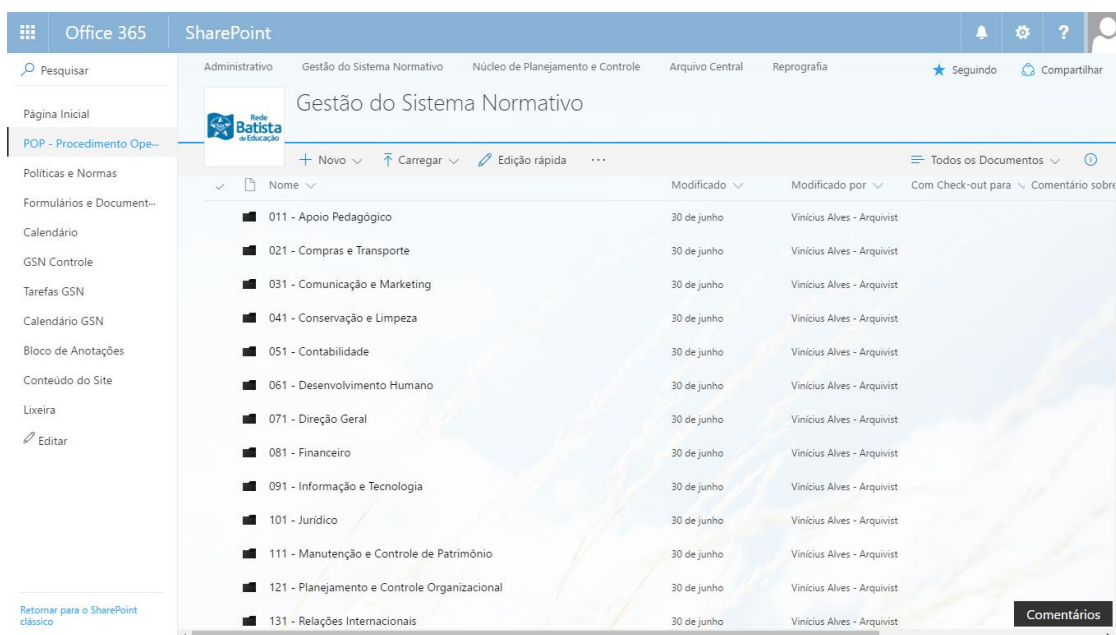 Office 365 SharePoint
Pesquisar
Administrativo Gestão do Sistema Normativo Núcleo de Planejamento e Controle Arquivo Central Reprografia Seguindo Compartilhar
Rede
Batista
de Educação
Gestão do Sistema Normativo
Página Inicial
POP - Procedimento Ope...
Políticas e Normas
Formulários e Document...
Calendário
GSN Controle
Tarefas GSN
Calendário GSN
Bloco de Anotações
Conteúdo do Site
Lixeira
Editar
Retornar para o SharePoint
clássico
+ Novo Carregar Edição rápida ... Todos os Documentos
Nome Modificado Modificado por Com Check-out para Comentário sobre
011 - Apoio Pedagógico 30 de junho Vinícius Alves - Arquivist
021 - Compras e Transporte 30 de junho Vinícius Alves - Arquivist
031 - Comunicação e Marketing 30 de junho Vinícius Alves - Arquivist
041 - Conservação e Limpeza 30 de junho Vinícius Alves - Arquivist
051 - Contabilidade 30 de junho Vinícius Alves - Arquivist
061 - Desenvolvimento Humano 30 de junho Vinícius Alves - Arquivist
071 - Direção Geral 30 de junho Vinícius Alves - Arquivist
081 - Financeiro 30 de junho Vinícius Alves - Arquivist
091 - Informação e Tecnologia 30 de junho Vinícius Alves - Arquivist
101 - Jurídico 30 de junho Vinícius Alves - Arquivist
111 - Manutenção e Controle de Patrimônio 30 de junho Vinícius Alves - Arquivist
121 - Planejamento e Controle Organizacional 30 de junho Vinícius Alves - Arquivist
131 - Relações Internacionais 30 de junho Vinícius Alves - Arquivist
Comentários